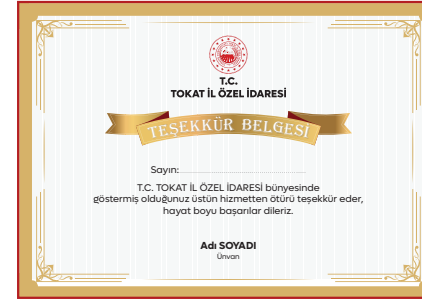 T.C.
TOKAT İL ÖZEL İDARESİ
TEŞEKKÜR BELGESİ
Sayın:
T.C. TOKAT İL ÖZEL İDARESİ bünyesinde
göstermiş olduğunuz üstün hizmetten ötürü teşekkür eder,
hayat boyu başarılar dileriz.
Adı SOYADI
Ünvan